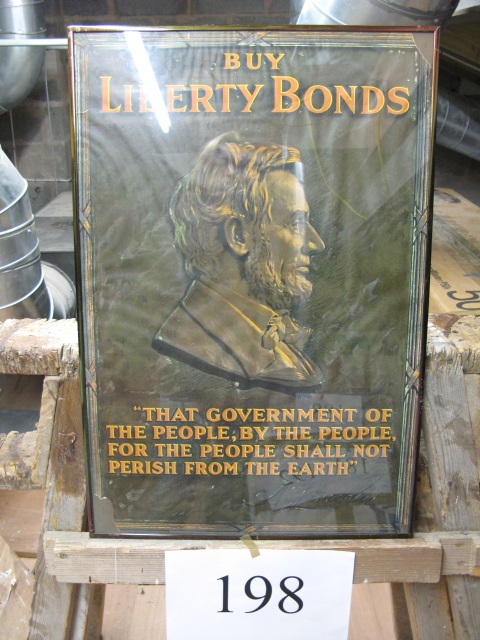 BUY
LIBERTY BONDS
"THAT GOVERNMENT OF
THE PEOPLE, BY THE PEOPLE,
FOR THE PEOPLE SHALL NOT
PERISH FROM THE EARTH"
198
50